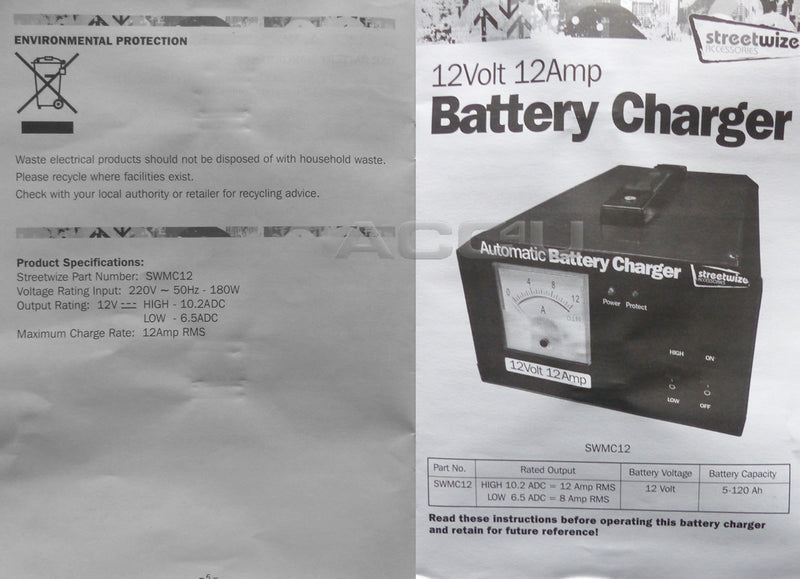 ENVIRONMENTAL PROTECTION
Waste electrical products should not be disposed of with household waste.
Please recycle where facilities exist.
Check with your local authority or retailer for recycling advice.
Product Specifications:
Streetwize Part Number: SWMC12
Voltage Rating Input: 220V ~ 50Hz - 180W
Output Rating: 12V ⎓ HIGH - 10.2ADC
LOW - 6.5ADC
Maximum Charge Rate: 12Amp RMS
streetwize
ACCESSORIES
12Volt 12Amp
Battery Charger
ACC4U
Automatic Battery Charger
streetwize
ACCESSORIES
0 4 8 12
A
Power Protect
HIGH ON
LOW OFF
12Volt 12Amp
SWMC12
Part No. Rated Output Battery Voltage Battery Capacity
SWMC12 HIGH 10.2 ADC = 12 Amp RMS 12 Volt 5-120 Ah
LOW 6.5 ADC = 8 Amp RMS
Read these instructions before operating this battery charger
and retain for future reference!